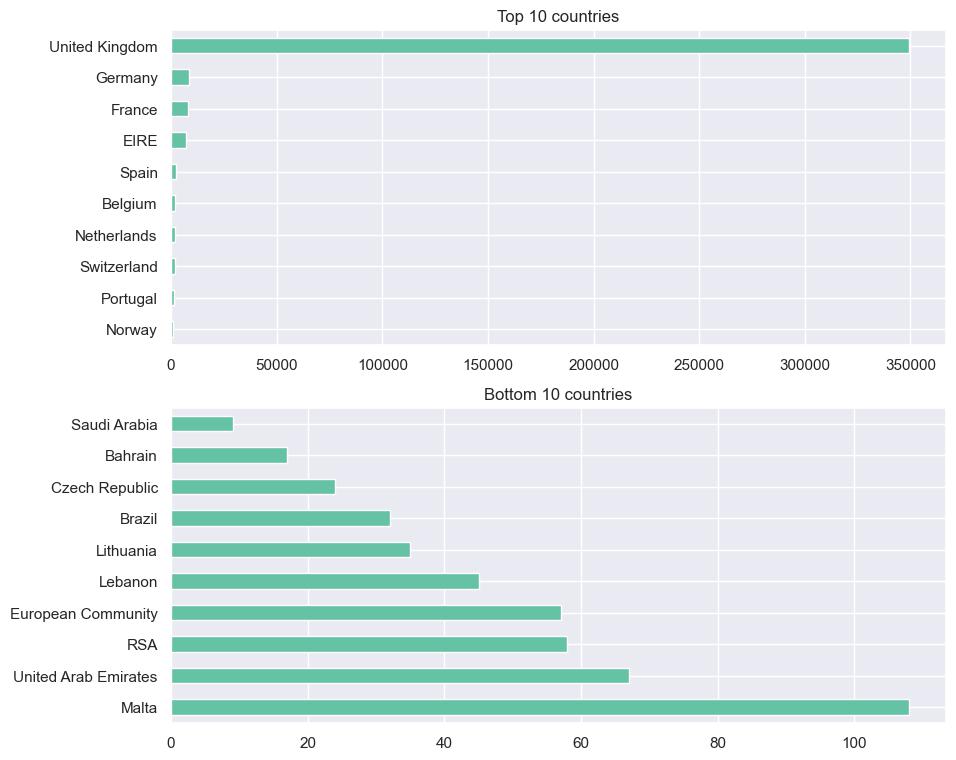 Top 10 countries
United Kingdom
Germany
France
EIRE
Spain
Belgium
Netherlands
Switzerland
Portugal
Norway
0 50000 100000 150000 200000 250000 300000 350000
Bottom 10 countries
Saudi Arabia
Bahrain
Czech Republic
Brazil
Lithuania
Lebanon
European Community
RSA
United Arab Emirates
Malta
0 20 40 60 80 100